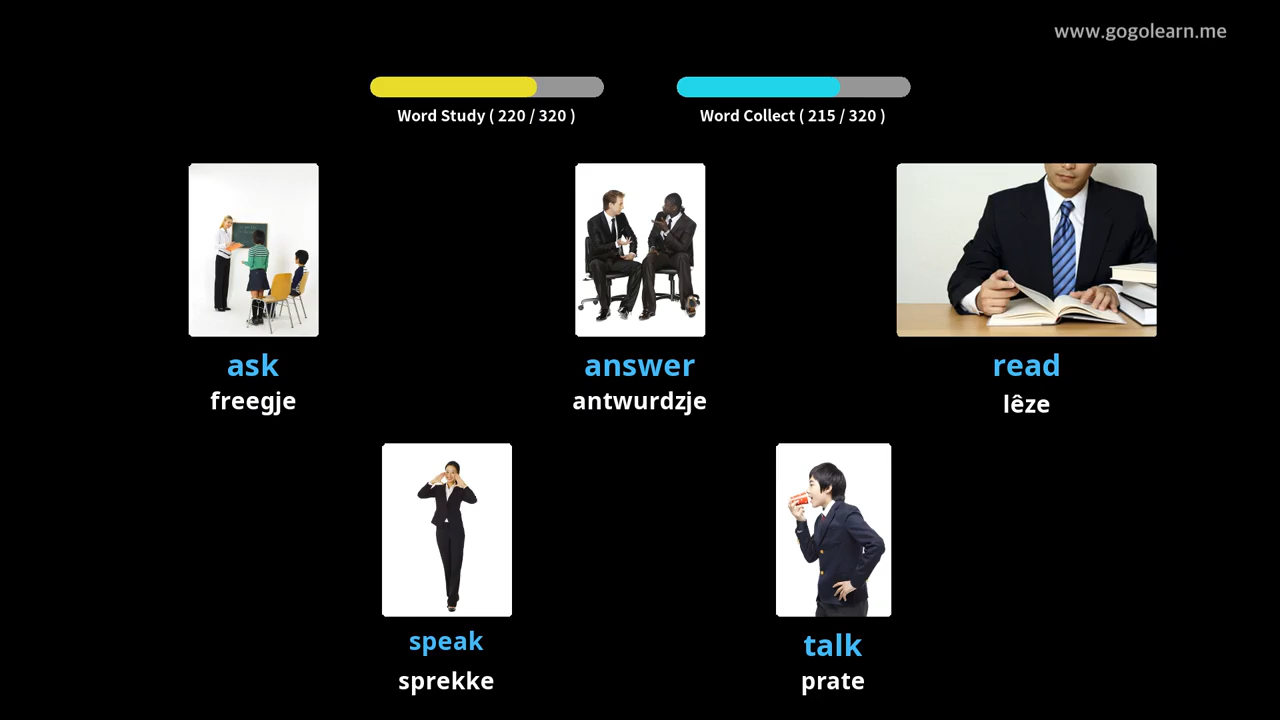 www.gogolearn.me
Word Study ( 220 / 320 )
Word Collect ( 215 / 320 )
ask
freegje
answer
antwurdzje
read
lêze
speak
sprekke
talk
prate